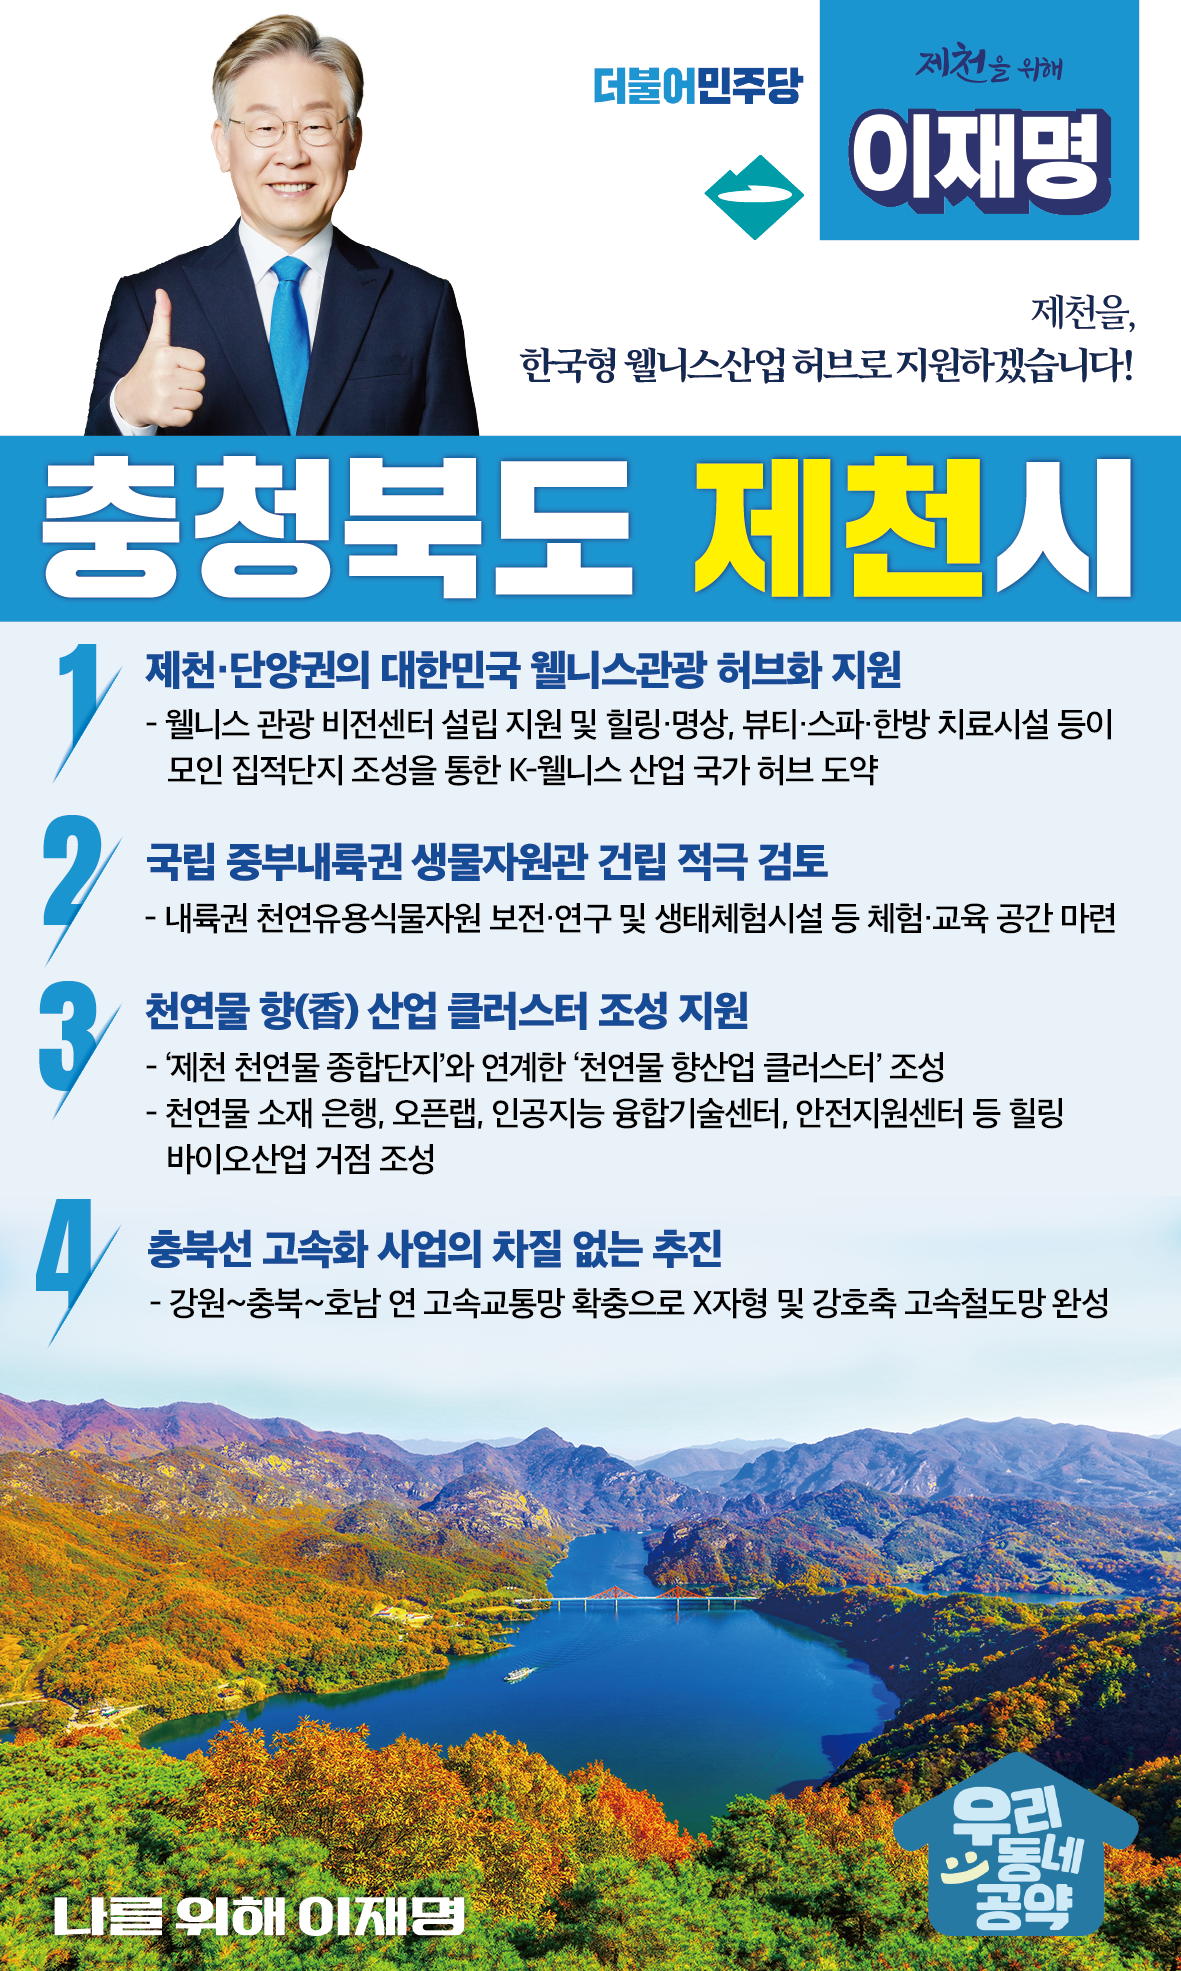 더불어민주당
제천을 위해
이재명
제천을,
한국형 웰니스산업 허브로 지원하겠습니다!
충청북도 제천시
1
제천·단양권의 대한민국 웰니스관광 허브화 지원
- 웰니스 관광 비전센터 설립 지원 및 힐링·명상, 뷰티·스파·한방 치료시설 등이
모인 집적단지 조성을 통한 K-웰니스 산업 국가 허브 도약
2
국립 중부내륙권 생물자원관 건립 적극 검토
- 내륙권 천연유용식물자원 보전·연구 및 생태체험시설 등 체험·교육 공간 마련
3
천연물 향(香) 산업 클러스터 조성 지원
- ‘제천 천연물 종합단지’와 연계한 ‘천연물 향산업 클러스터’ 조성
- 천연물 소재 은행, 오픈랩, 인공지능 융합기술센터, 안전지원센터 등 힐링
바이오산업 거점 조성
4
충북선 고속화 사업의 차질 없는 추진
- 강원~충북~호남 연 고속교통망 확충으로 X자형 및 강호축 고속철도망 완성
우리
동네
공약
나를 위해 이재명